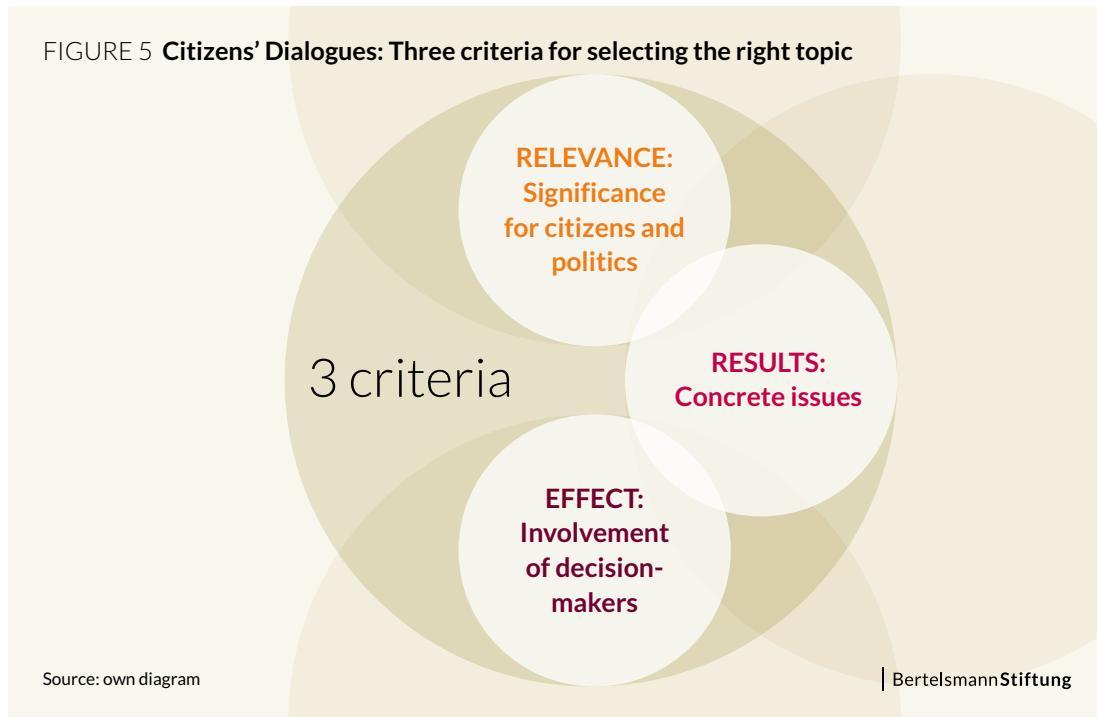 FIGURE 5 Citizens’ Dialogues: Three criteria for selecting the right topic
RELEVANCE:
Significance
for citizens and
politics
3 criteria
RESULTS:
Concrete issues
EFFECT:
Involvement
of decision-
makers
Source: own diagram
BertelsmannStiftung